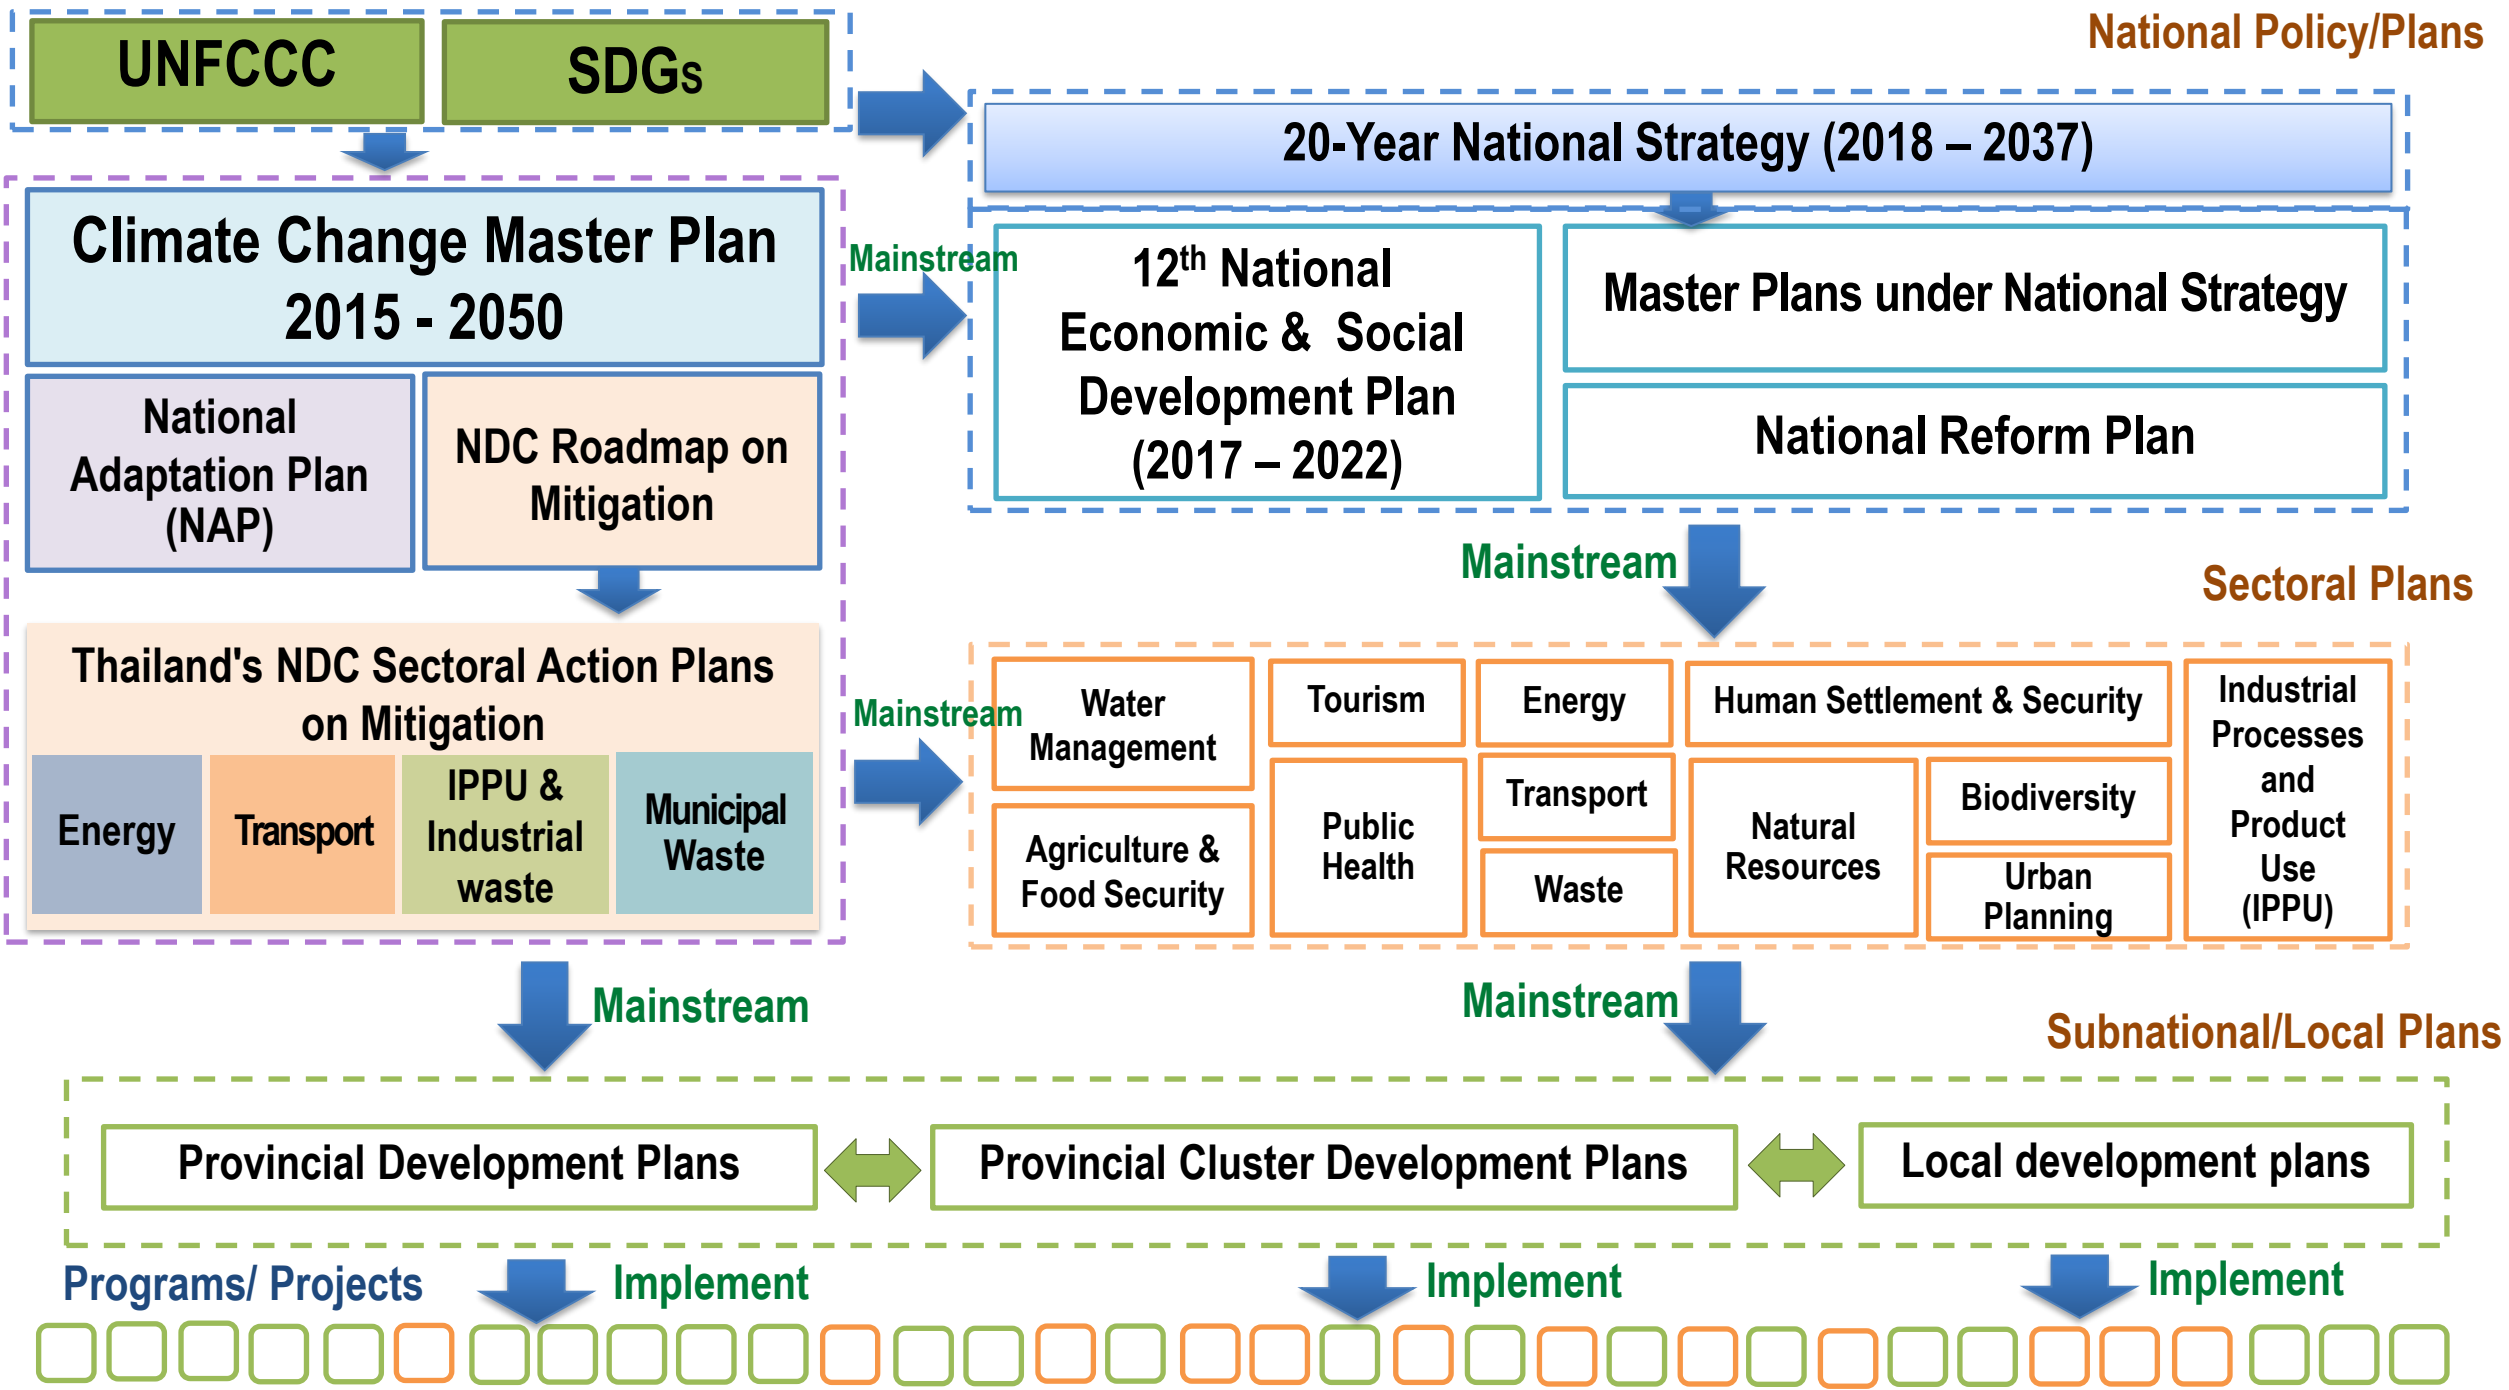 UNFCCC
SDGs
National Policy/Plans
20-Year National Strategy (2018 – 2037)
Climate Change Master Plan
2015 - 2050
Mainstream
12th National
Economic & Social
Development Plan
(2017 – 2022)
Master Plans under National Strategy
National Reform Plan
National
Adaptation Plan
(NAP)
NDC Roadmap on
Mitigation
Mainstream
Sectoral Plans
Thailand's NDC Sectoral Action Plans
on Mitigation
Energy
Transport
IPPU &
Industrial
waste
Municipal
Waste
Mainstream
Water
Management
Agriculture &
Food Security
Tourism
Public
Health
Energy
Transport
Waste
Human Settlement & Security
Natural
Resources
Biodiversity
Urban
Planning
Industrial
Processes
and
Product
Use
(IPPU)
Mainstream
Mainstream
Subnational/Local Plans
Provincial Development Plans
Provincial Cluster Development Plans
Local development plans
Programs/ Projects
Implement
Implement
Implement